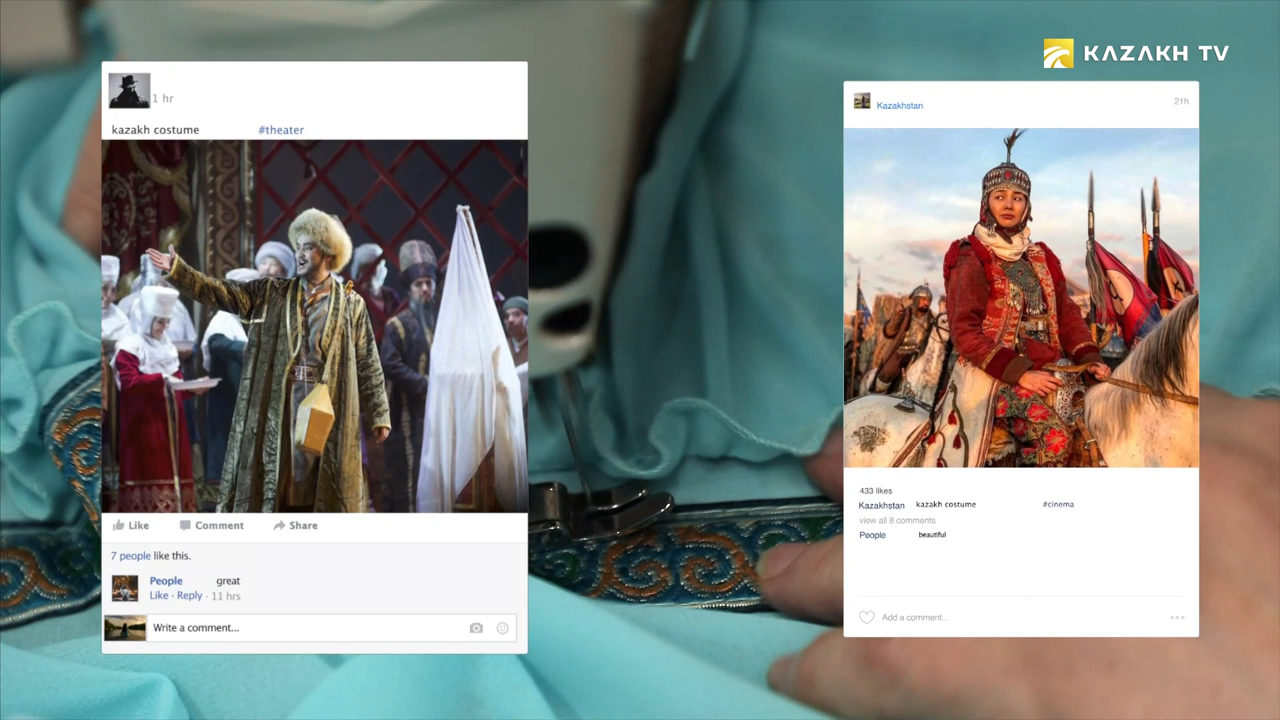 KAZAKH TV
1 hr
kazakh costume #theater
Like Comment Share
7 people like this.
People great
Like · Reply · 11 hrs
Write a comment...
Kazakhstan 21h
433 likes
Kazakhstan kazakh costume #cinema
view all 8 comments
People beautiful
Add a comment...